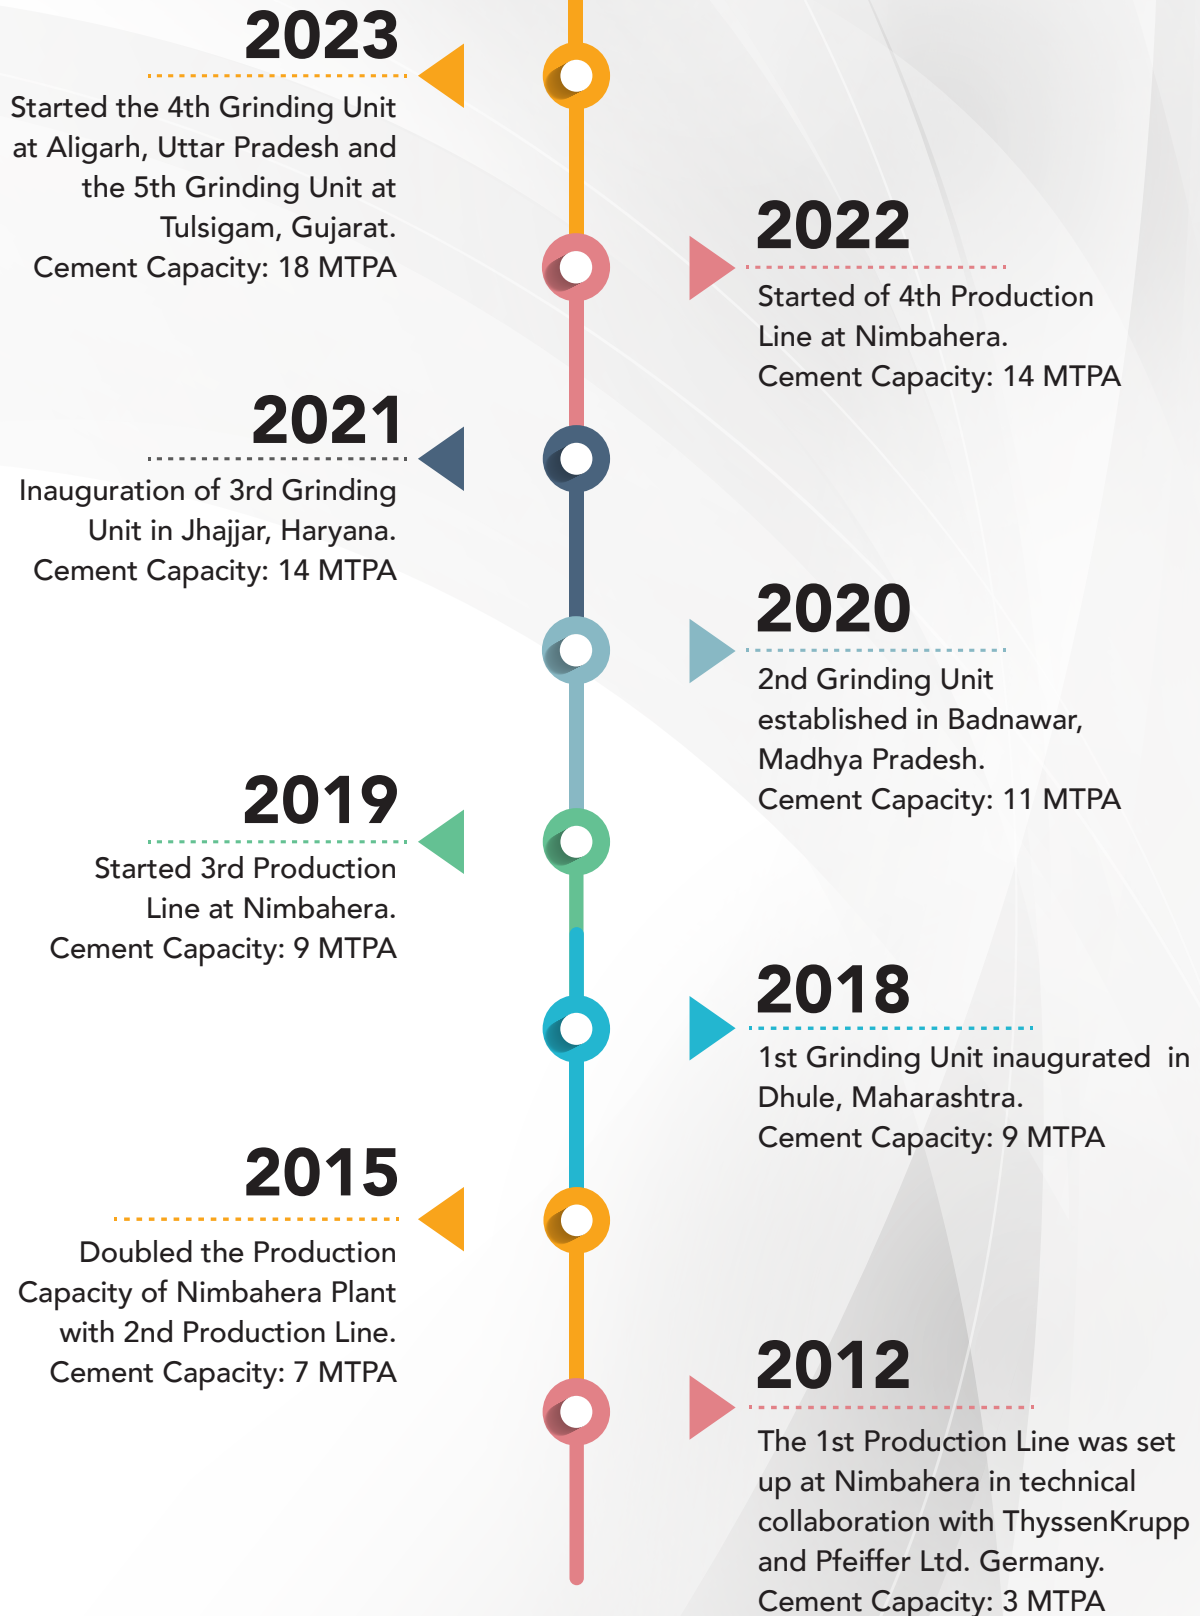 2023
Started the 4th Grinding Unit
at Aligarh, Uttar Pradesh and
the 5th Grinding Unit at
Tulsigam, Gujarat.
Cement Capacity: 18 MTPA
2022
Started of 4th Production
Line at Nimbahera.
Cement Capacity: 14 MTPA
2021
Inauguration of 3rd Grinding
Unit in Jhajjar, Haryana.
Cement Capacity: 14 MTPA
2020
2nd Grinding Unit
established in Badnawar,
Madhya Pradesh.
Cement Capacity: 11 MTPA
2019
Started 3rd Production
Line at Nimbahera.
Cement Capacity: 9 MTPA
2018
1st Grinding Unit inaugurated  in
Dhule, Maharashtra.
Cement Capacity: 9 MTPA
2015
Doubled the Production
Capacity of Nimbahera Plant
with 2nd Production Line.
Cement Capacity: 7 MTPA
2012
The 1st Production Line was set
up at Nimbahera in technical
collaboration with ThyssenKrupp
and Pfeiffer Ltd. Germany.
Cement Capacity: 3 MTPA